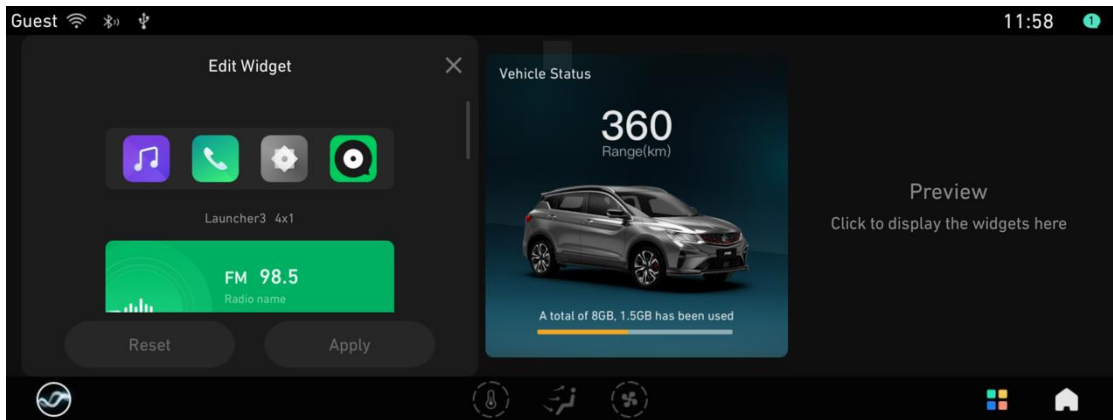 Guest
11:58
1
Edit Widget
Launcher3 4x1
FM 98.5
Radio name
Reset
Apply
Vehicle Status
360
Range(km)
A total of 8GB, 1.5GB has been used
Preview
Click to display the widgets here